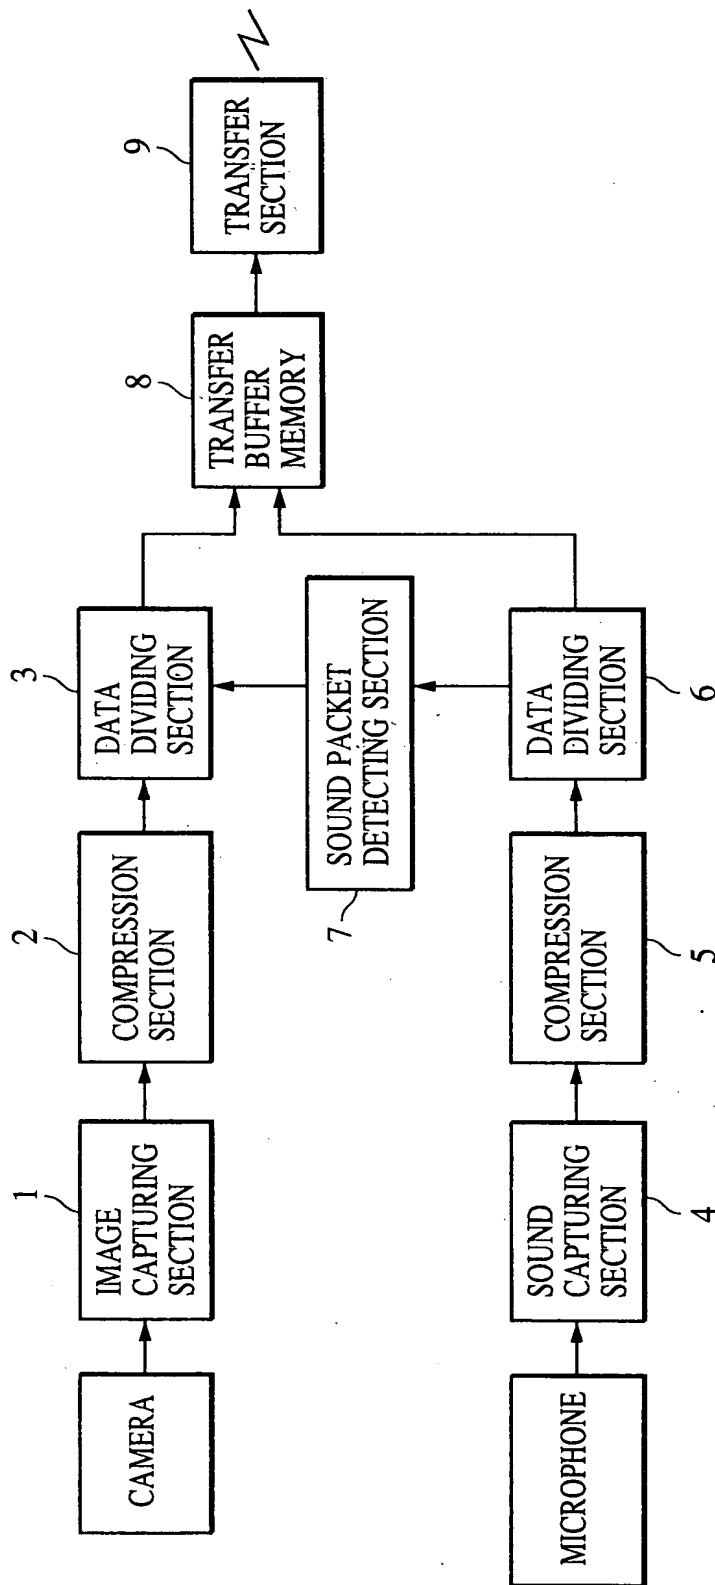 CAMERA
1
IMAGE
CAPTURING
SECTION
2
COMPRESSION
SECTION
3
DATA
DIVIDING
SECTION
MICROPHONE
4
SOUND
CAPTURING
SECTION
5
COMPRESSION
SECTION
6
DATA
DIVIDING
SECTION
7
SOUND PACKET
DETECTING SECTION
8
TRANSFER
BUFFER
MEMORY
9
TRANSFER
SECTION